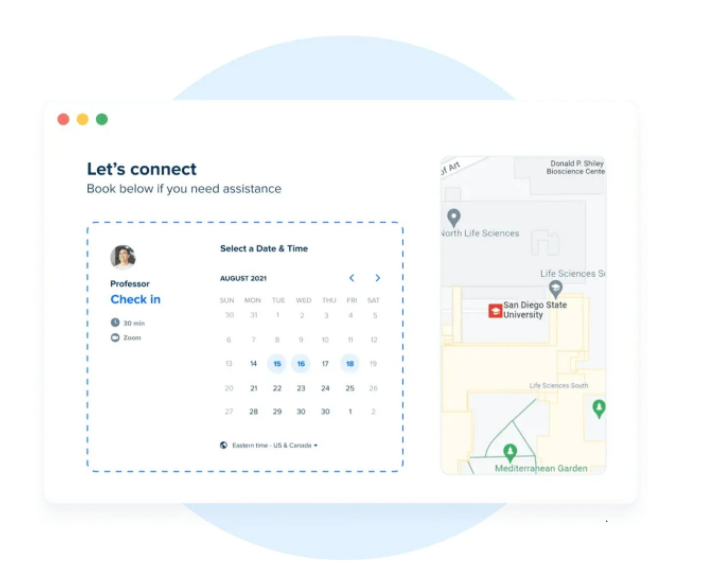 Let's connect
Book below if you need assistance
Professor
Check in
30 min
Zoom
Select a Date & Time
AUGUST 2021
SUN MON TUE WED THU FRI SAT
30 31 1 2 3 4 5
6 7 8 9 10 11 12
13 14 15 16 17 18 19
20 21 22 23 24 25 26
27 28 29 30 30 1 2
Eastern time - US & Canada
of Art
Donald P. Shiley
Bioscience Cente
North Life Sciences
Life Sciences S
San Diego State
University
Life Sciences South
Mediterranean Garden